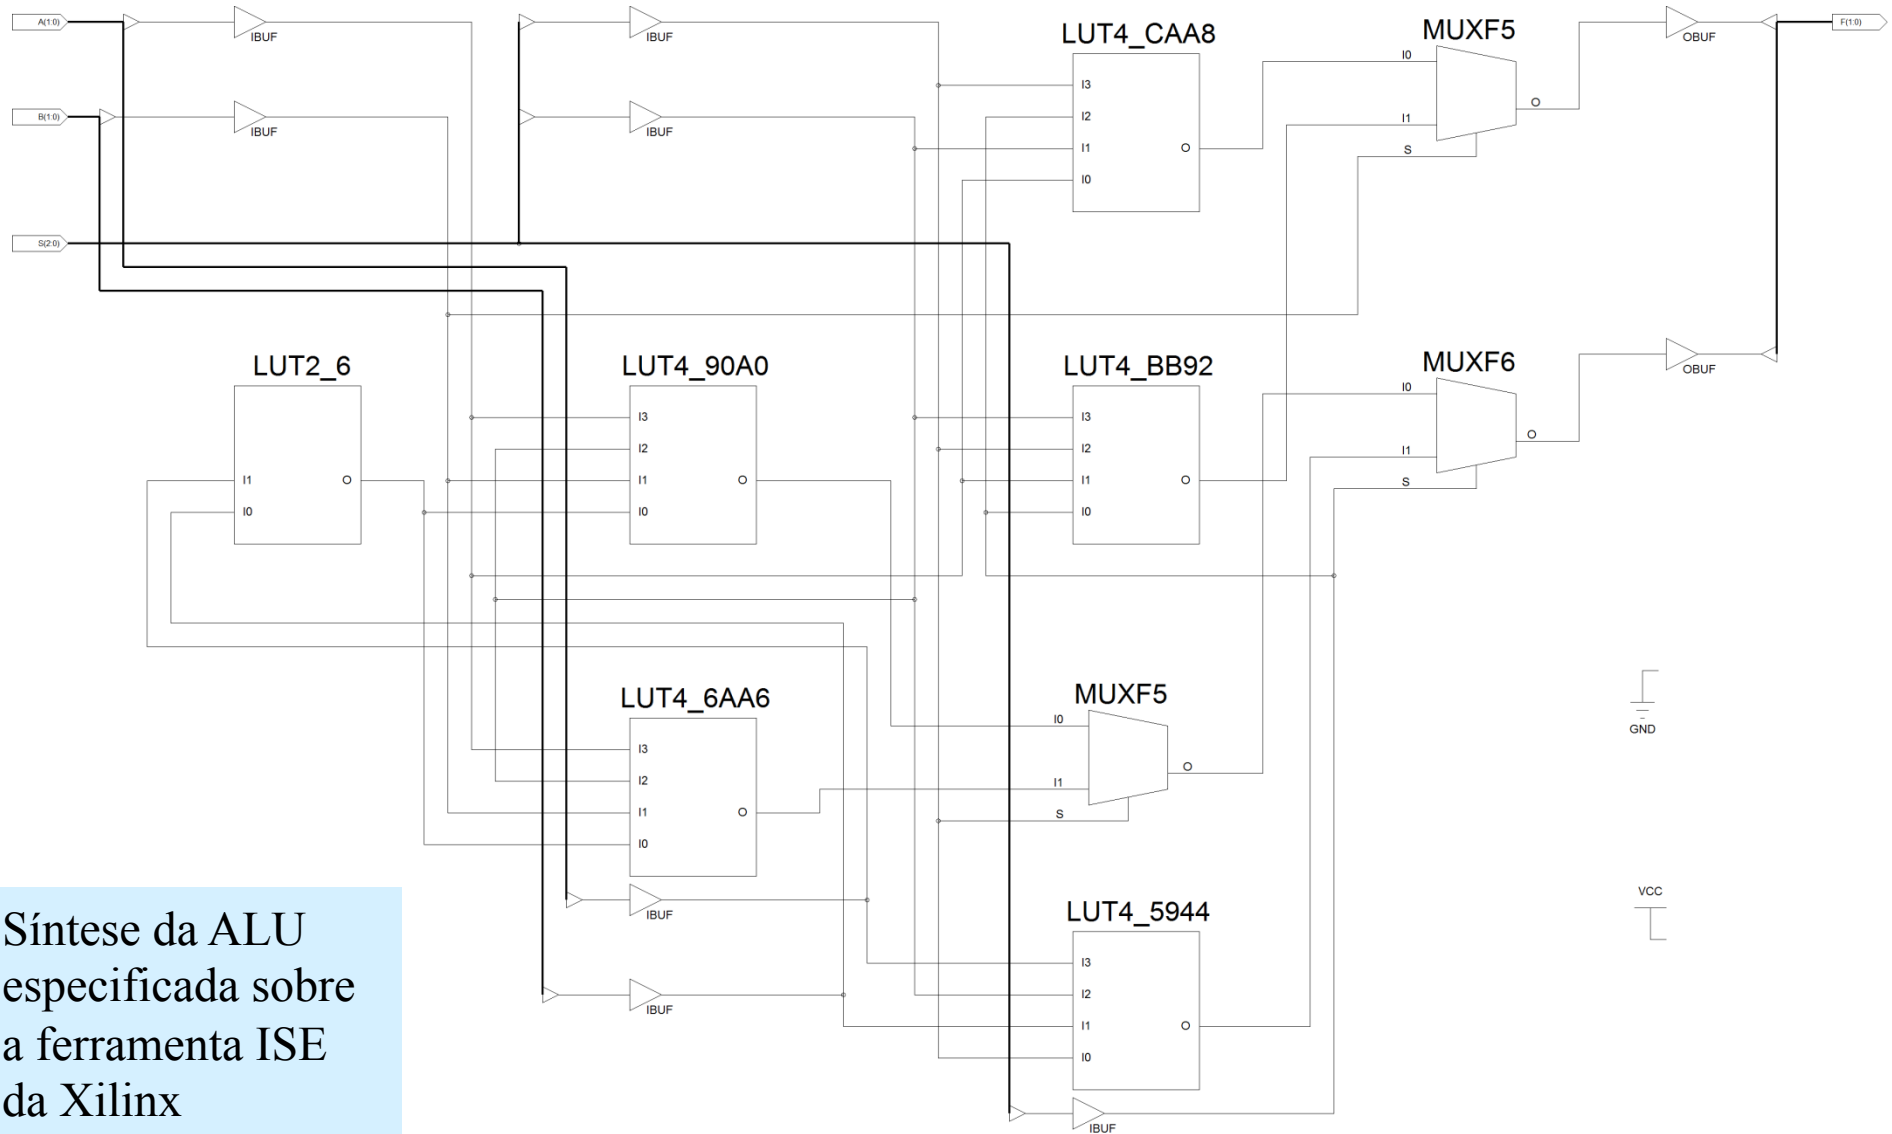 A(1:0)
IBUF
IBUF
LUT4_CAA8
MUXF5
OBUF
F(1:0)
I3
I2
I1
I0
O
I0
I1
S
O
B(1:0)
IBUF
IBUF
S(2:0)
LUT2_6
I1
I0
O
LUT4_90A0
I3
I2
I1
I0
O
LUT4_BB92
I3
I2
I1
I0
O
MUXF6
I0
I1
S
O
OBUF
LUT4_6AA6
I3
I2
I1
I0
O
MUXF5
I0
I1
S
O
GND
VCC
IBUF
IBUF
LUT4_5944
I3
I2
I1
I0
O
IBUF
Síntese da ALU
especificada sobre
a ferramenta ISE
da Xilinx